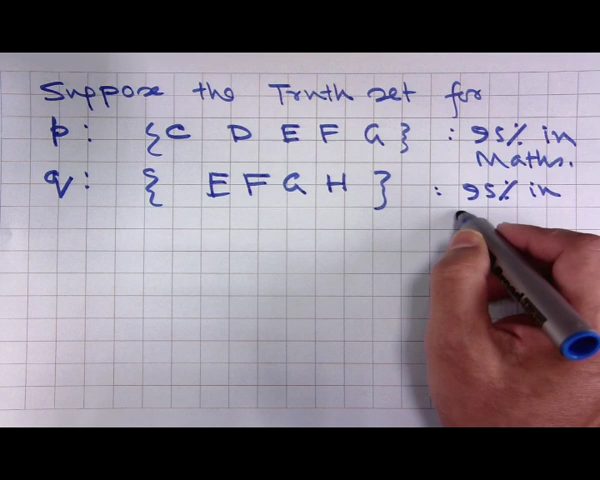 Suppose the Truth set for
p: {C D E F G} : 95% in
Maths.
q: { E F G H } : 95% in